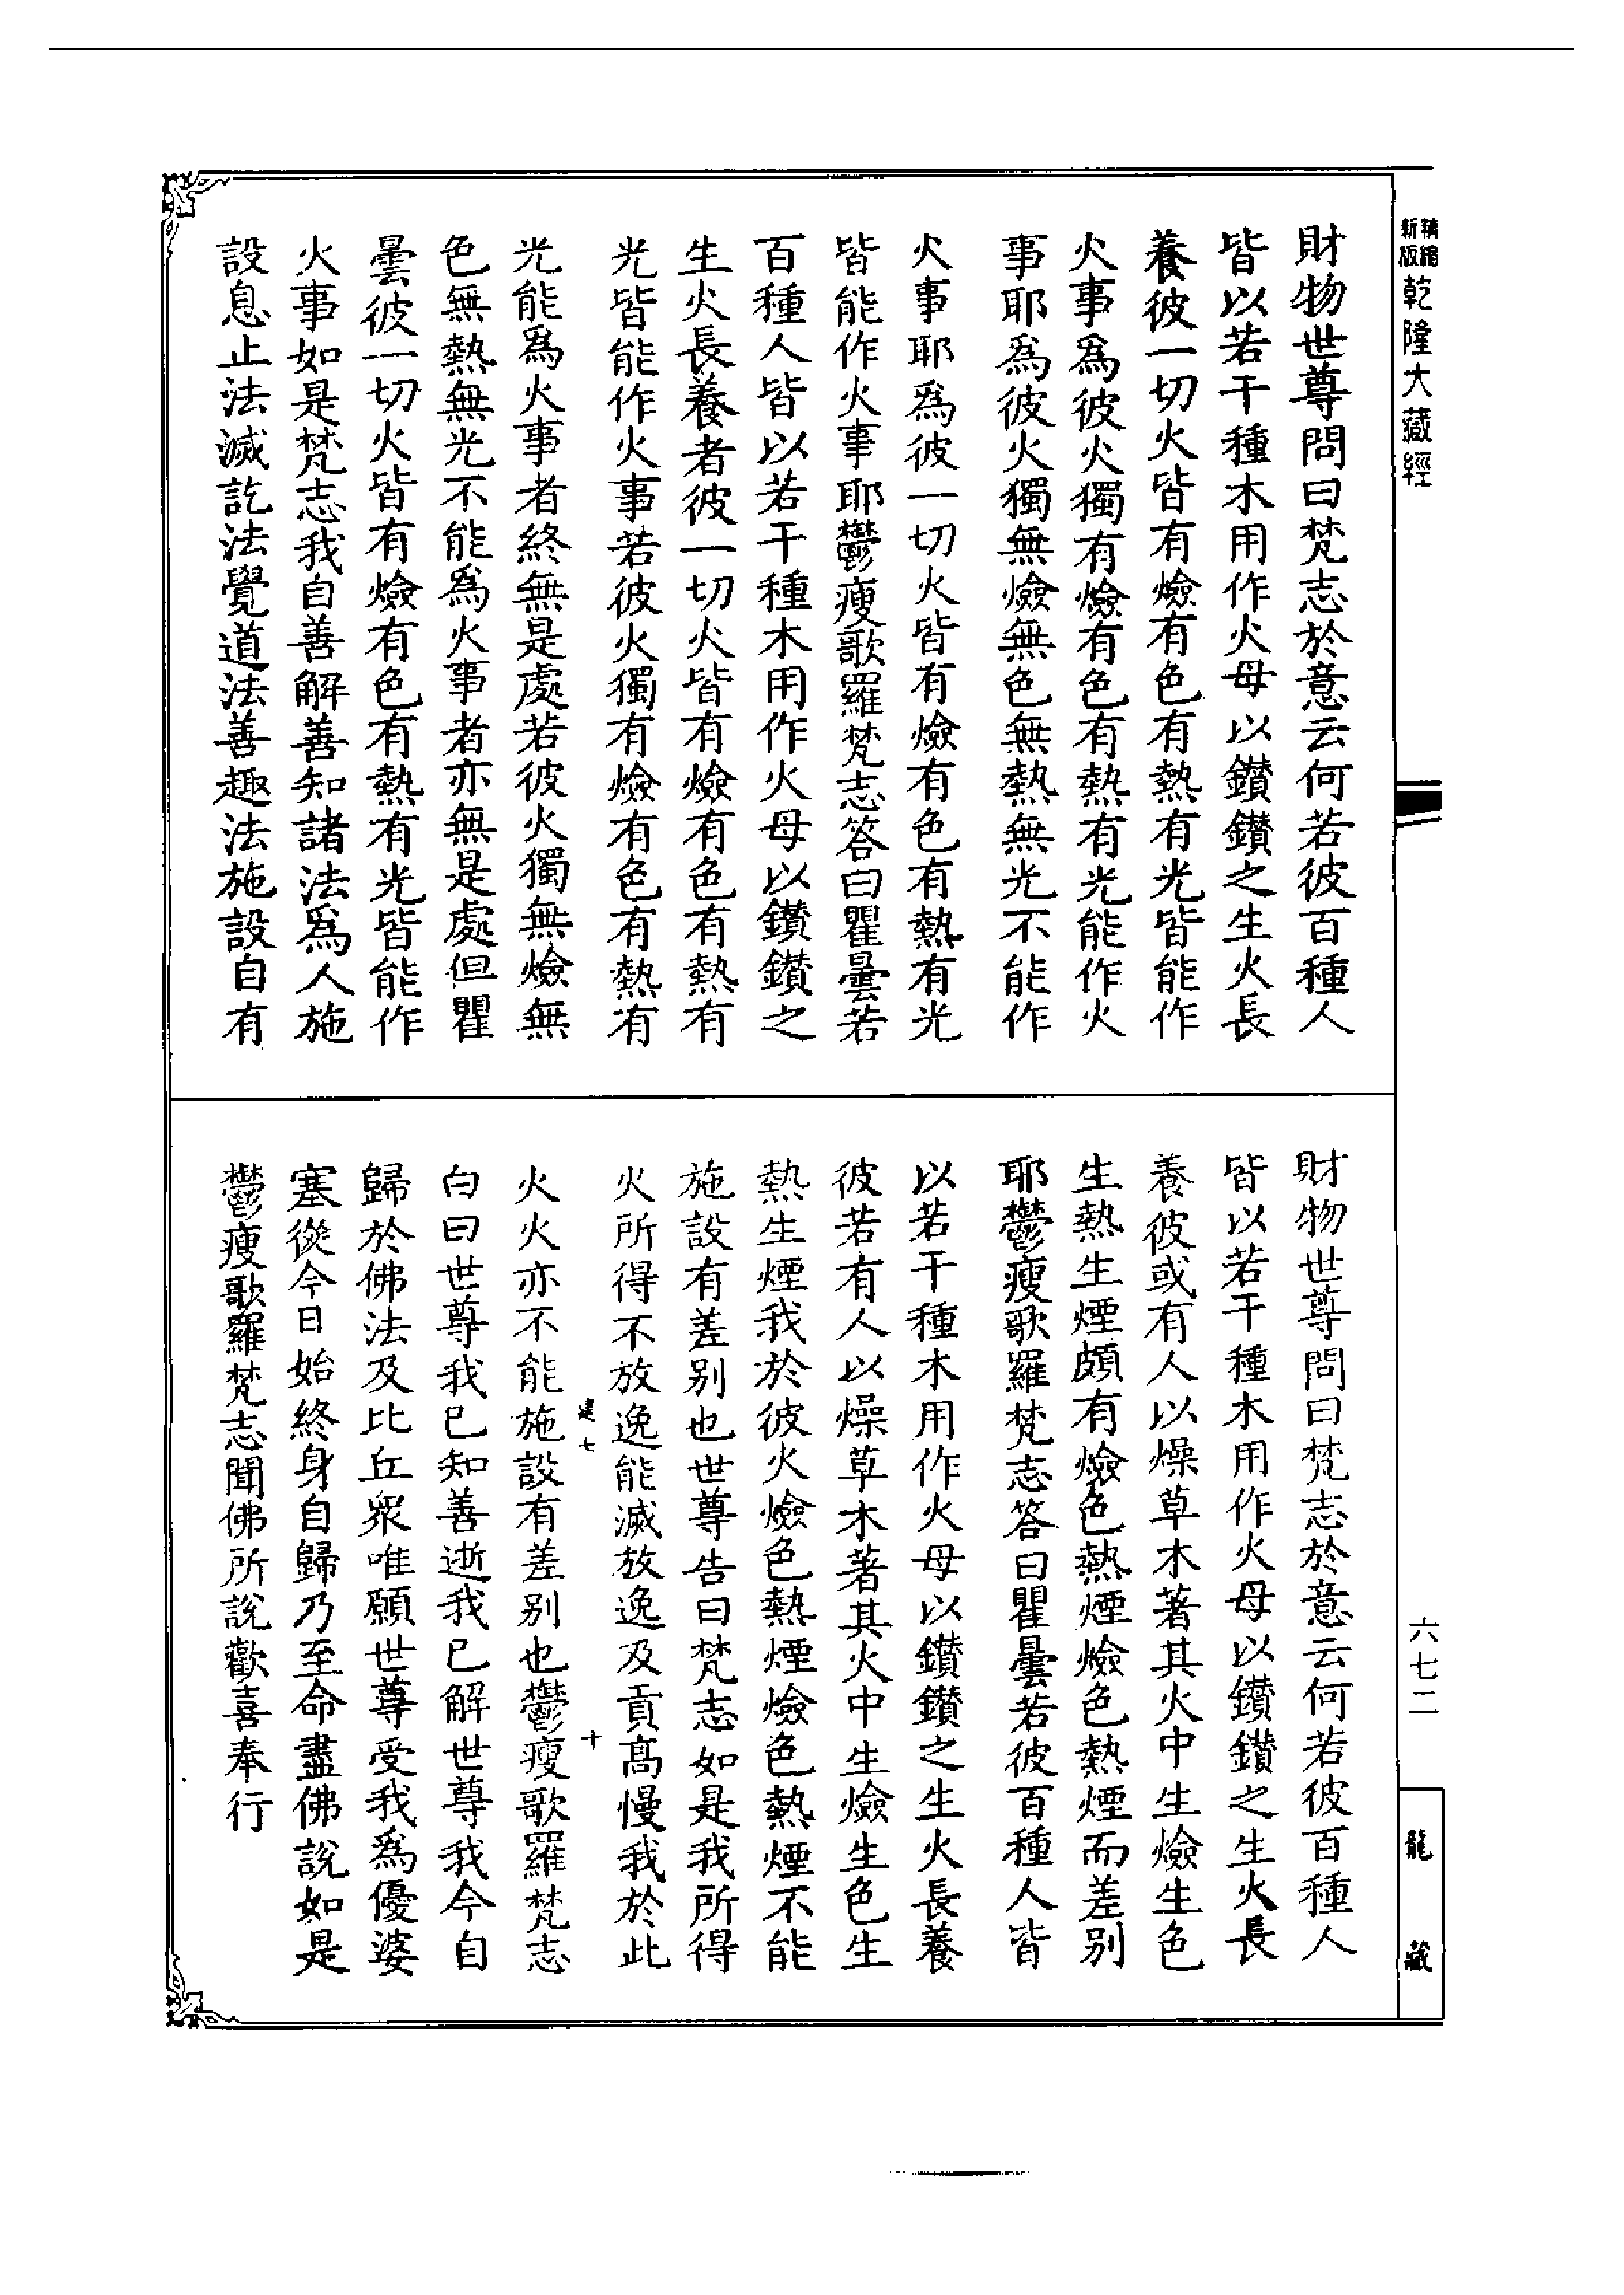 精縮新版乾隆大藏經
財物世尊問曰梵志於意云何若彼百種人
皆以若干種木用作火母以鑽鑽之生火長
養彼一切火皆有燄有色有熱有光皆能作
火事爲彼火獨有燄有色有熱有光能作火
事耶爲彼火獨無燄無色無熱無光不能作
火事耶爲彼一切火皆有燄有色有熱有光
皆能作火事耶鬱瘦歌羅梵志答曰瞿曇若
百種人皆以若干種木用作火母以鑽鑽之
生火長養者彼一切火皆有燄有色有熱有
光皆能作火事若彼火獨有燄有色有熱有
光能爲火事者終無是處若彼火獨無燄無
色無熱無光不能爲火事者亦無是處但瞿
曇彼一切火皆有燄有色有熱有光皆能作
火事如是梵志我自善解善知諸法爲人施
設息止法滅訖法覺道法善趣法施設自有
財物世尊問曰梵志於意云何若彼百種人
皆以若干種木用作火母以鑽鑽之生火長
養彼或有人以燥草木著其火中生燄生色
生熱生煙頗有燄色熱煙燄色熱煙而差別
耶鬱瘦歌羅梵志答曰瞿曇若彼百種人皆
以若干種木用作火母以鑽鑽之生火長養
彼若有人以燥草木著其火中生燄生色生
熱生煙我於彼火燄色熱煙燄色熱煙不能
施設有差別也世尊告曰梵志如是我所得
火所得不放逸能滅放逸及貢高慢我於此
建七
十
火火亦不能施設有差別也鬱瘦歌羅梵志
白曰世尊我已知善逝我已解世尊我今自
歸於佛法及比丘眾唯願世尊受我爲優婆
塞從今日始終身自歸乃至命盡佛說如是
鬱瘦歌羅梵志聞佛所說歡喜奉行
六七二
龍藏